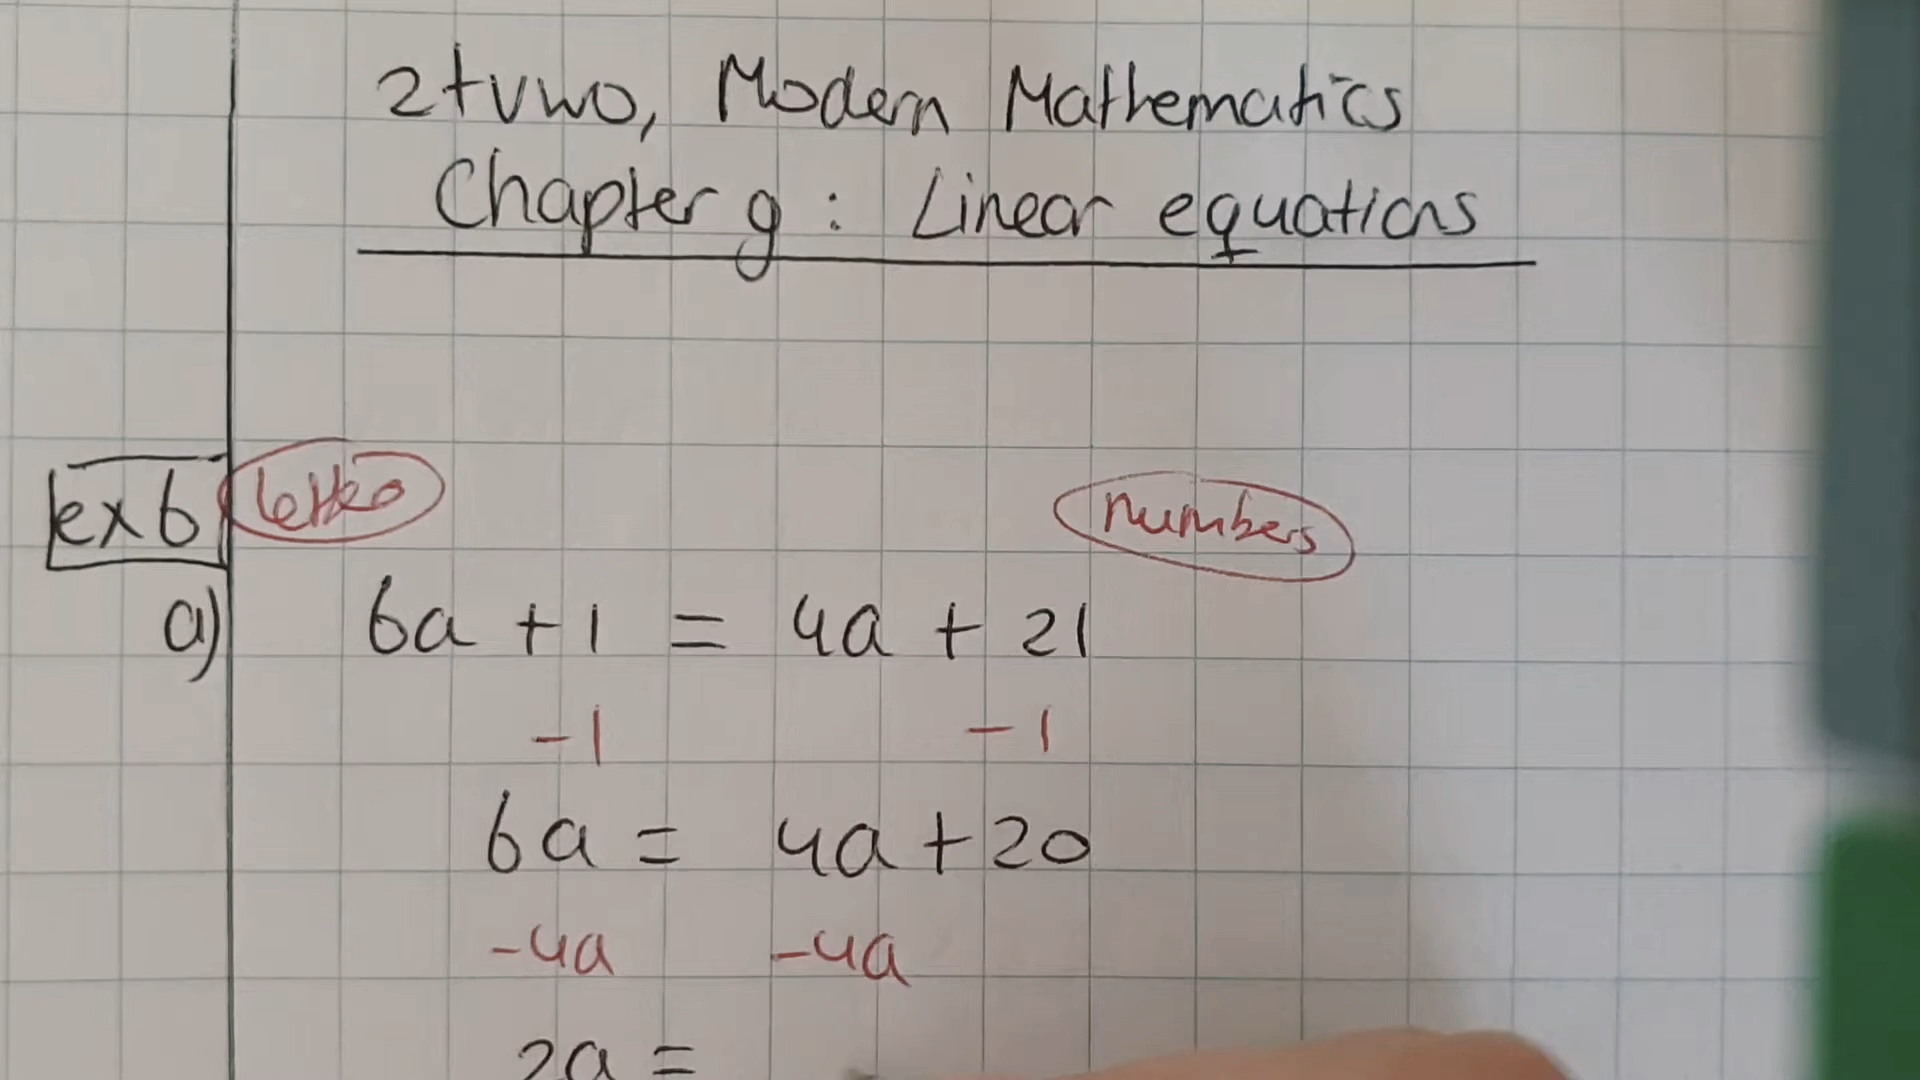 2tvwo, Modern Mathematics
Chapter 9: Linear equations
ex 6 letters numbers
a) 6a + 1 = 4a + 21
-1 -1
6a = 4a + 20
-4a -4a
2a =